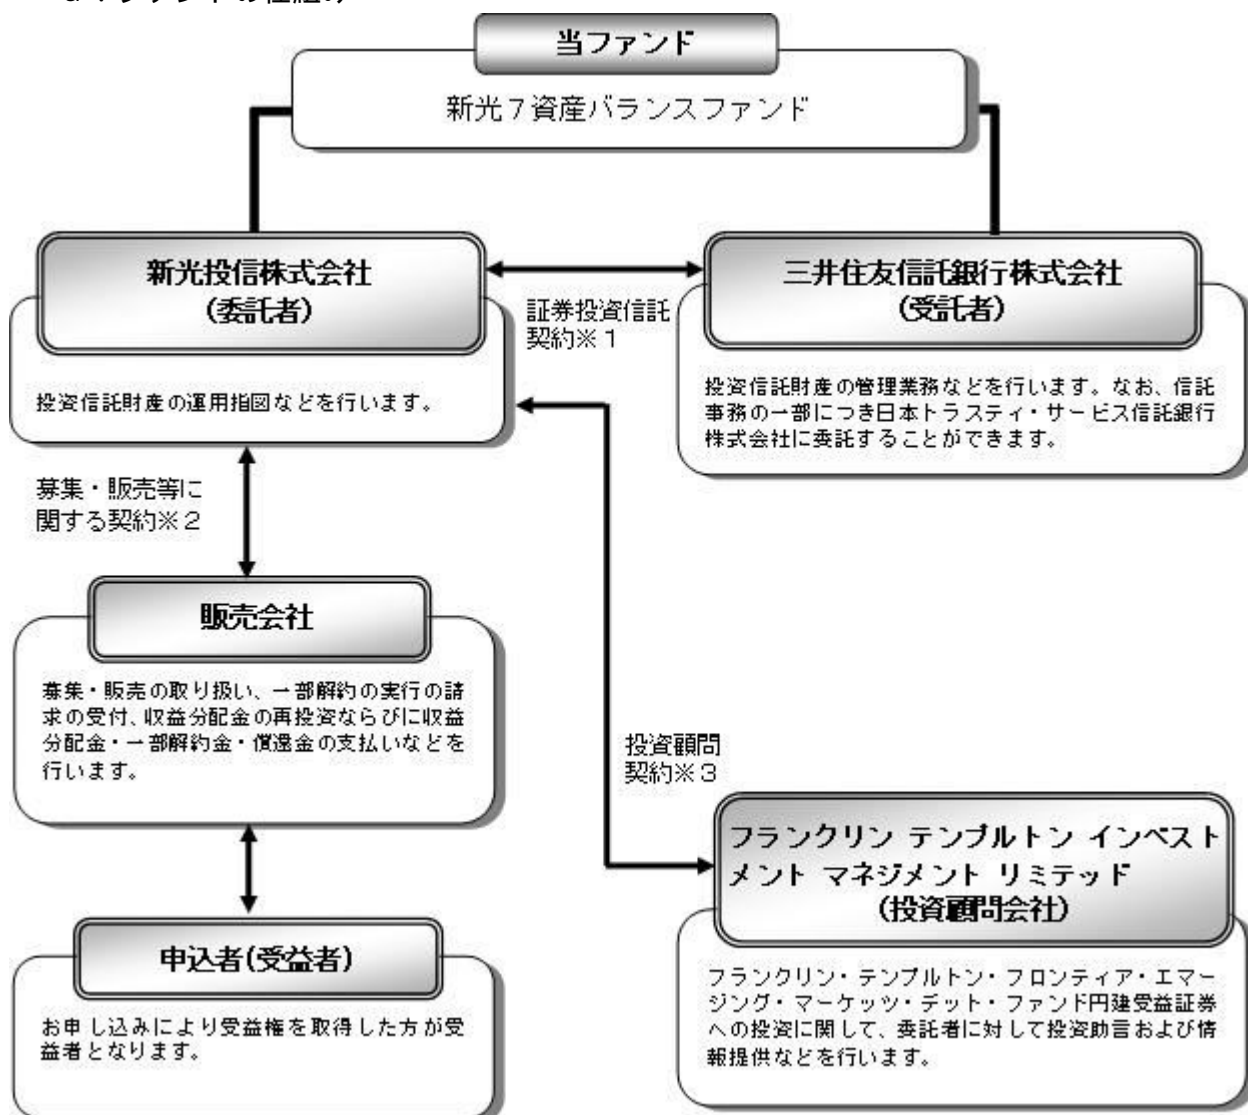 当ファンド
新光7資産バランスファンド
新光投信株式会社
(委託者)
投資信託財産の運用指図などを行います。
証券投資信託
契約※1
三井住友信託銀行株式会社
(受託者)
投資信託財産の管理業務などを行います。なお、信託
事務の一部につき日本トラスティ・サービス信託銀行
株式会社に委託することができます。
募集・販売等に
関する契約※2
販売会社
募集・販売の取り扱い、一部解約の実行の請
求の受付、収益分配金の再投資ならびに収益
分配金・一部解約金・償還金の支払いなどを
行います。
投資顧問
契約※3
フランクリン テンプルトン インベスト
メント マネジメント リミテッド
(投資顧問会社)
フランクリン・テンプルトン・フロンティア・エマー
ジング・マーケッツ・デット・ファンド円建受益証券
への投資に関して、委託者に対して投資助言および情
報提供などを行います。
申込者(受益者)
お申し込みにより受益権を取得した方が受
益者となります。